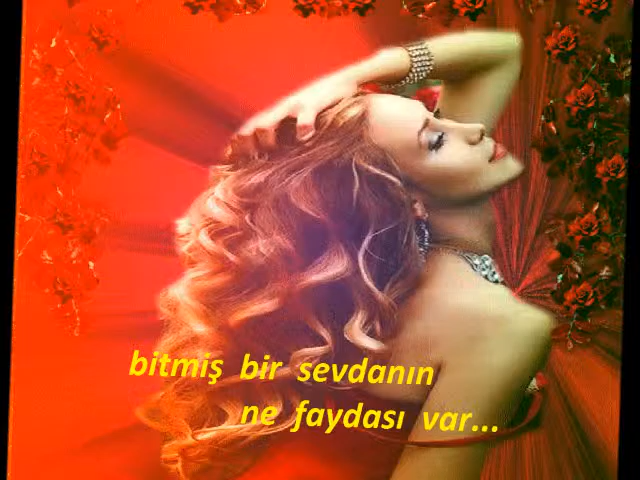 bitmiş bir sevdanın
ne faydası var...